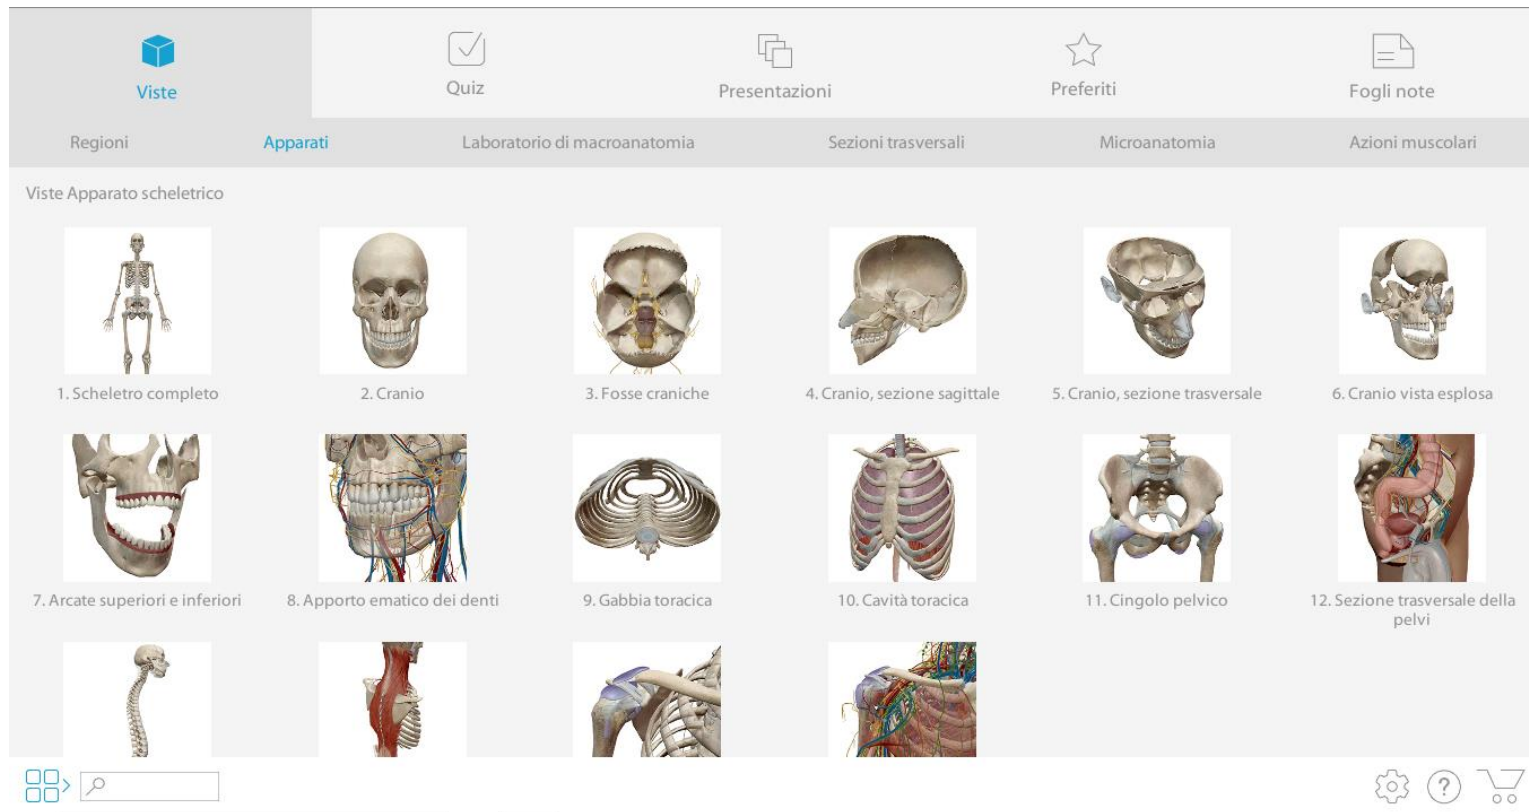 Viste
Quiz
Presentazioni
Preferiti
Fogli note
Regioni
Apparati
Laboratorio di macroanatomia
Sezioni trasversali
Microanatomia
Azioni muscolari
Viste Apparato scheletrico
1. Scheletro completo
2. Cranio
3. Fosse craniche
4. Cranio, sezione sagittale
5. Cranio, sezione trasversale
6. Cranio vista esplosa
7. Arcate superiori e inferiori
8. Apporto ematico dei denti
9. Gabbia toracica
10. Cavità toracica
11. Cingolo pelvico
12. Sezione trasversale della
pelvi
?